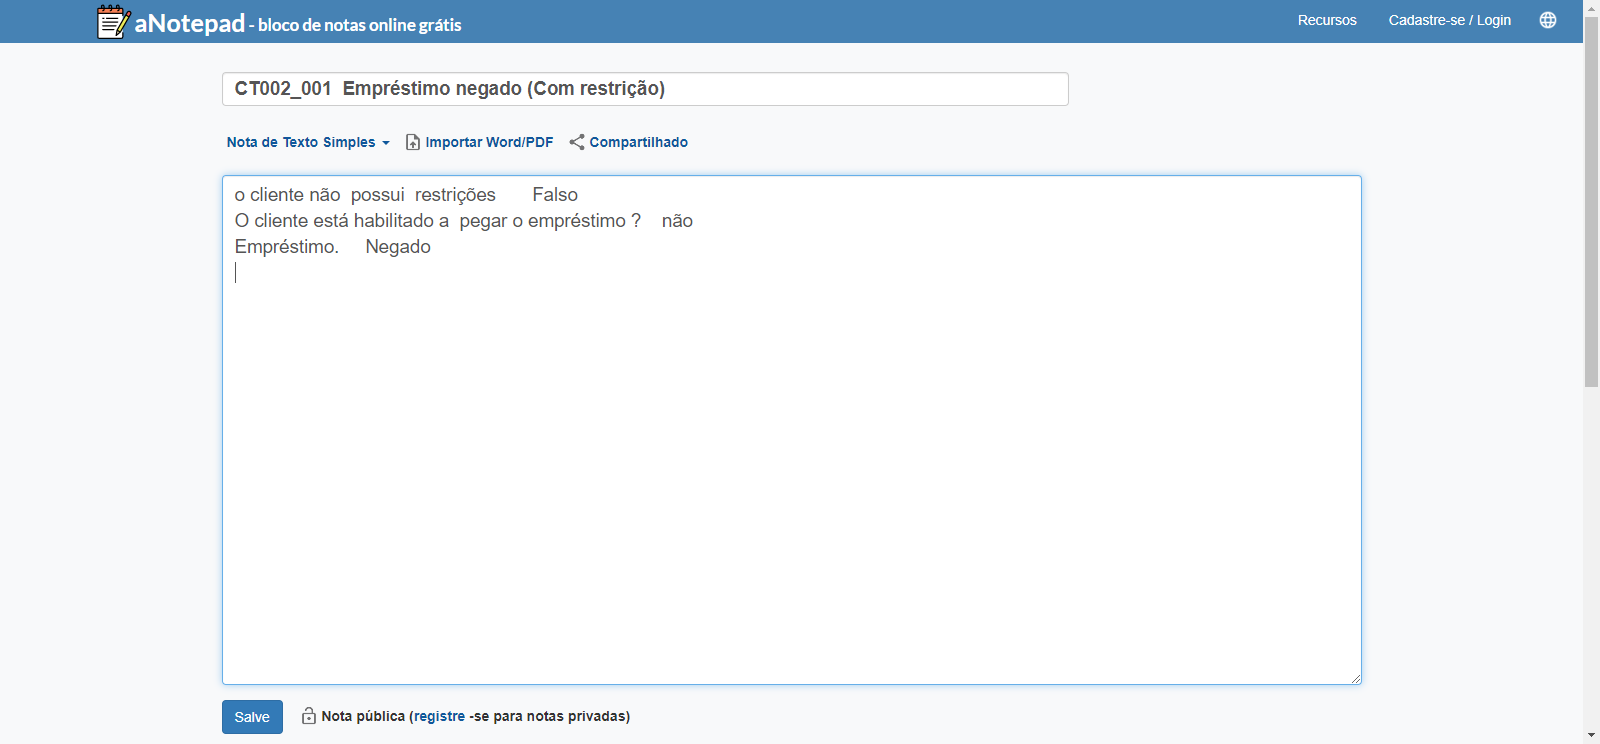 aNotepad - bloco de notas online grátis
Recursos
Cadastre-se / Login
CT002_001  Empréstimo negado (Com restrição)
Nota de Texto Simples
Importar Word/PDF
Compartilhado
o cliente não  possui  restrições       Falso
O cliente está habilitado a  pegar o empréstimo ?    não
Empréstimo.     Negado
Salve
Nota pública (registre -se para notas privadas)